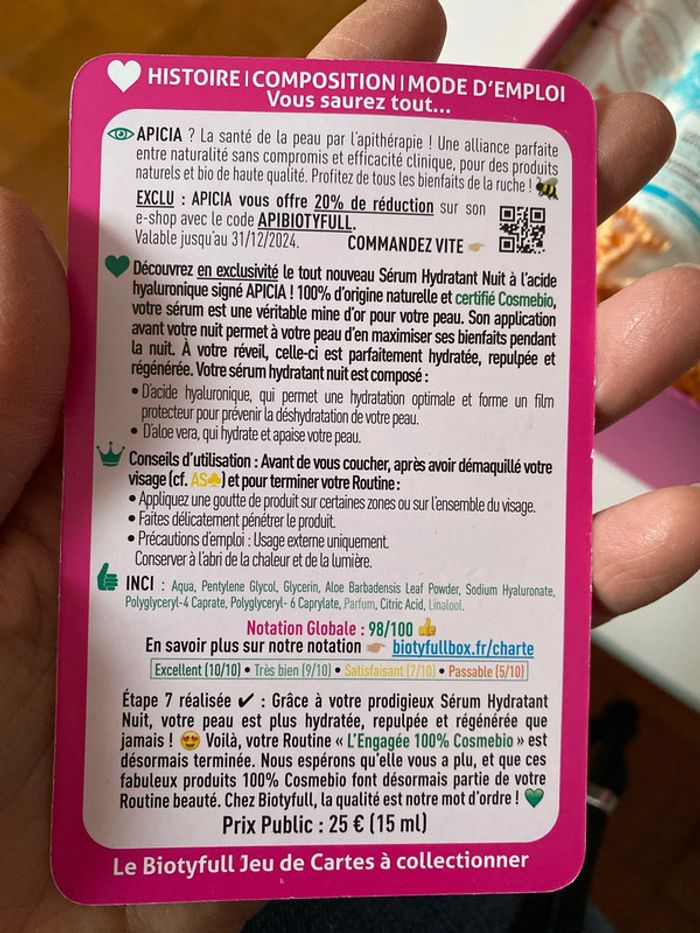 HISTOIRE | COMPOSITION | MODE D'EMPLOI
Vous saurez tout...
APICIA ? La santé de la peau par l'apithérapie ! Une alliance parfaite
entre naturalité sans compromis et efficacité clinique, pour des produits
naturels et bio de haute qualité. Profitez de tous les bienfaits de la ruche !
EXCLU : APICIA vous offre 20% de réduction sur son
e-shop avec le code APIBIOTYFULL.
Valable jusqu'au 31/12/2024. COMMANDEZ VITE
Découvrez en exclusivité le tout nouveau Sérum Hydratant Nuit à l'acide
hyaluronique signé APICIA ! 100% d'origine naturelle et certifié Cosmebio,
votre sérum est une véritable mine d'or pour votre peau. Son application
avant votre nuit permet à votre peau d'en maximiser ses bienfaits pendant
la nuit. À votre réveil, celle-ci est parfaitement hydratée, repulpée et
régénérée. Votre sérum hydratant nuit est composé :
• D'acide hyaluronique, qui permet une hydratation optimale et forme un film
protecteur pour prévenir la déshydratation de votre peau.
• D'aloe vera, qui hydrate et apaise votre peau.
Conseils d'utilisation : Avant de vous coucher, après avoir démaquillé votre
visage (cf. AS♣) et pour terminer votre Routine :
• Appliquez une goutte de produit sur certaines zones ou sur l'ensemble du visage.
• Faites délicatement pénétrer le produit.
• Précautions d'emploi : Usage externe uniquement.
Conserver à l'abri de la chaleur et de la lumière.
INCI : Aqua, Pentylene Glycol, Glycerin, Aloe Barbadensis Leaf Powder, Sodium Hyaluronate,
Polyglyceryl-4 Caprate, Polyglyceryl- 6 Caprylate, Parfum, Citric Acid, Linalool.
Notation Globale : 98/100 👍
En savoir plus sur notre notation 👉 biotyfullbox.fr/charte
Excellent (10/10) • Très bien (9/10) • Satisfaisant (7/10) • Passable (5/10)
Étape 7 réalisée ✔ : Grâce à votre prodigieux Sérum Hydratant
Nuit, votre peau est plus hydratée, repulpée et régénérée que
jamais ! 😍 Voilà, votre Routine « L'Engagée 100% Cosmebio » est
désormais terminée. Nous espérons qu'elle vous a plu, et que ces
fabuleux produits 100% Cosmebio font désormais partie de votre
Routine beauté. Chez Biotyfull, la qualité est notre mot d'ordre ! 💚
Prix Public : 25 € (15 ml)
Le Biotyfull Jeu de Cartes à collectionner